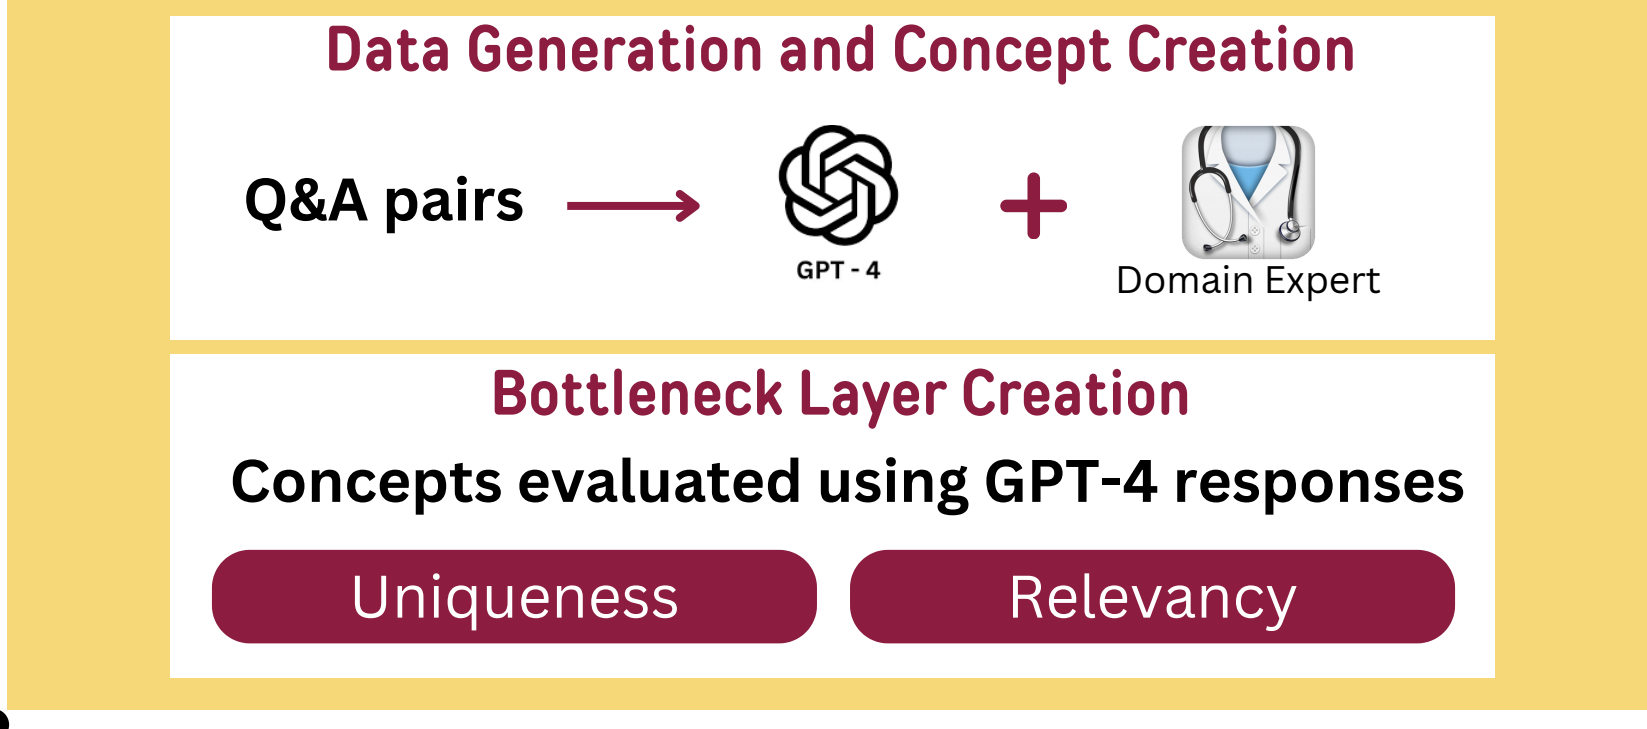 Data Generation and Concept Creation
Q&A pairs
GPT - 4
Domain Expert
Bottleneck Layer Creation
Concepts evaluated using GPT-4 responses
Uniqueness
Relevancy